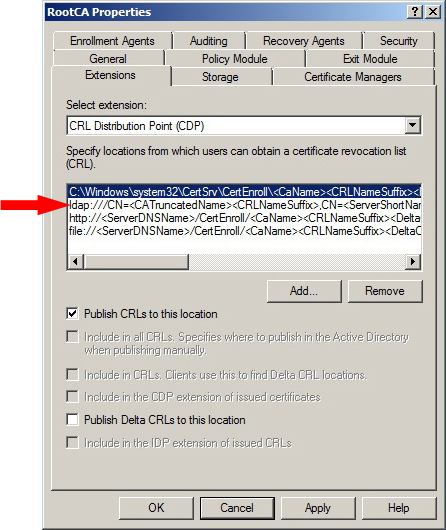 RootCA Properties
Enrollment Agents Auditing Recovery Agents Security
General Policy Module Exit Module
Extensions Storage Certificate Managers
Select extension:
CRL Distribution Point (CDP)
Specify locations from which users can obtain a certificate revocation list
(CRL).
C:\Windows\system32\CertSrv\CertEnroll\<CaName><CRLNameSuffix><D
ldap:///CN=<CATruncatedName><CRLNameSuffix>,CN=<ServerShortNam
http://<ServerDNSName>/CertEnroll/<CaName><CRLNameSuffix><Delta
file://<ServerDNSName>/CertEnroll/<CaName><CRLNameSuffix><DeltaC
Add... Remove
Publish CRLs to this location
Include in all CRLs. Specifies where to publish in the Active Directory
when publishing manually.
Include in CRLs. Clients use this to find Delta CRL locations.
Include in the CDP extension of issued certificates
Publish Delta CRLs to this location
Include in the IDP extension of issued CRLs
OK Cancel Apply Help